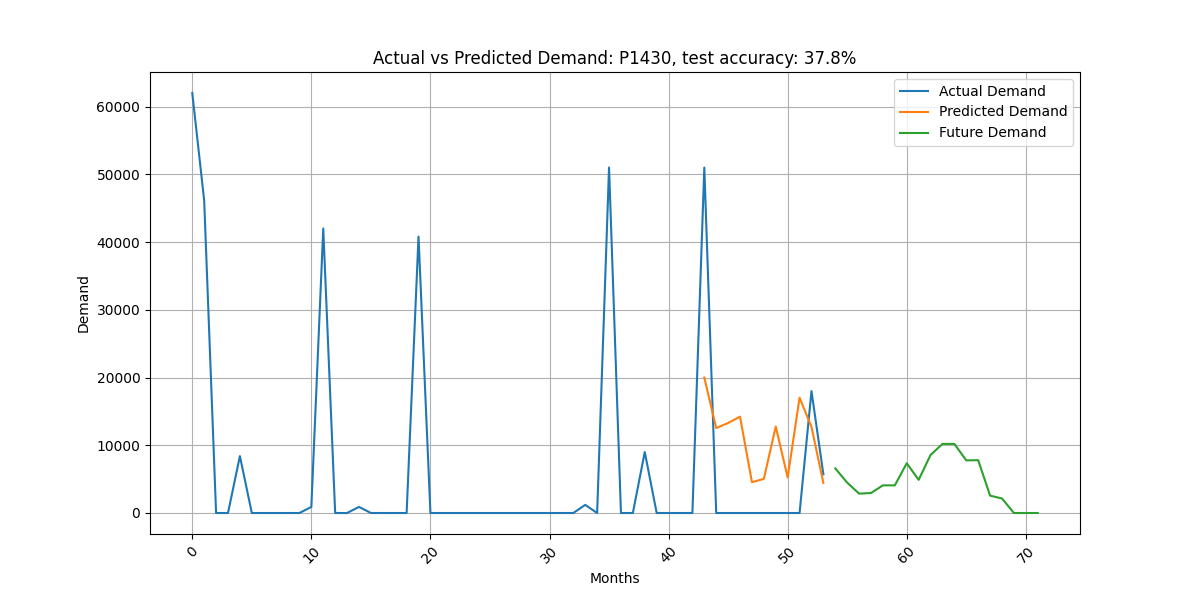 Actual vs Predicted Demand: P1430, test accuracy: 37.8%
Actual Demand
Predicted Demand
Future Demand
60000
50000
40000
30000
20000
10000
0
Demand
0
10
20
30
40
50
60
70
Months